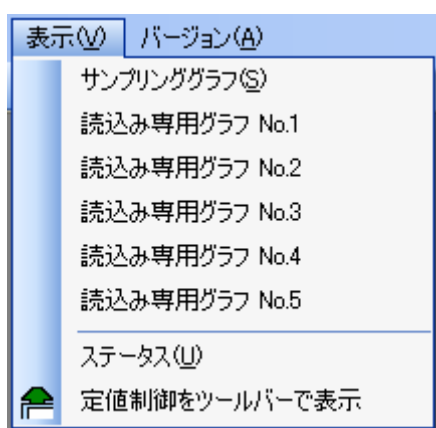 表示(V) バージョン(A)
サンプリンググラフ(S)
読込み専用グラフ No.1
読込み専用グラフ No.2
読込み専用グラフ No.3
読込み専用グラフ No.4
読込み専用グラフ No.5
ステータス(U)
定値制御をツールバーで表示